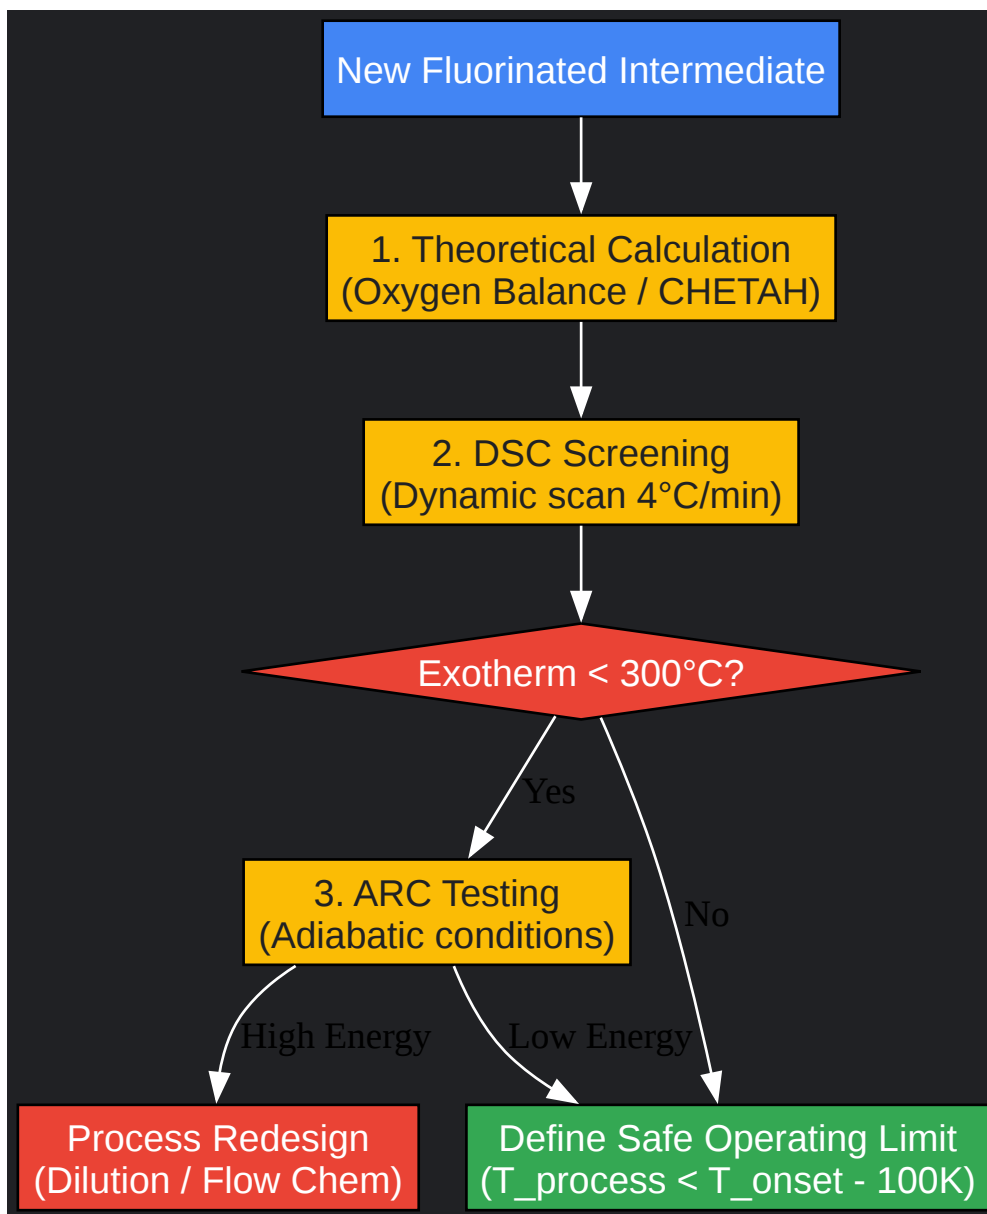 New Fluorinated Intermediate
1. Theoretical Calculation
(Oxygen Balance / CHETAH)
2. DSC Screening
(Dynamic scan 4°C/min)
Exotherm < 300°C?
Yes
3. ARC Testing
(Adiabatic conditions)
No
High Energy
Low Energy
Process Redesign
(Dilution / Flow Chem)
Define Safe Operating Limit
(T_process < T_onset - 100K)